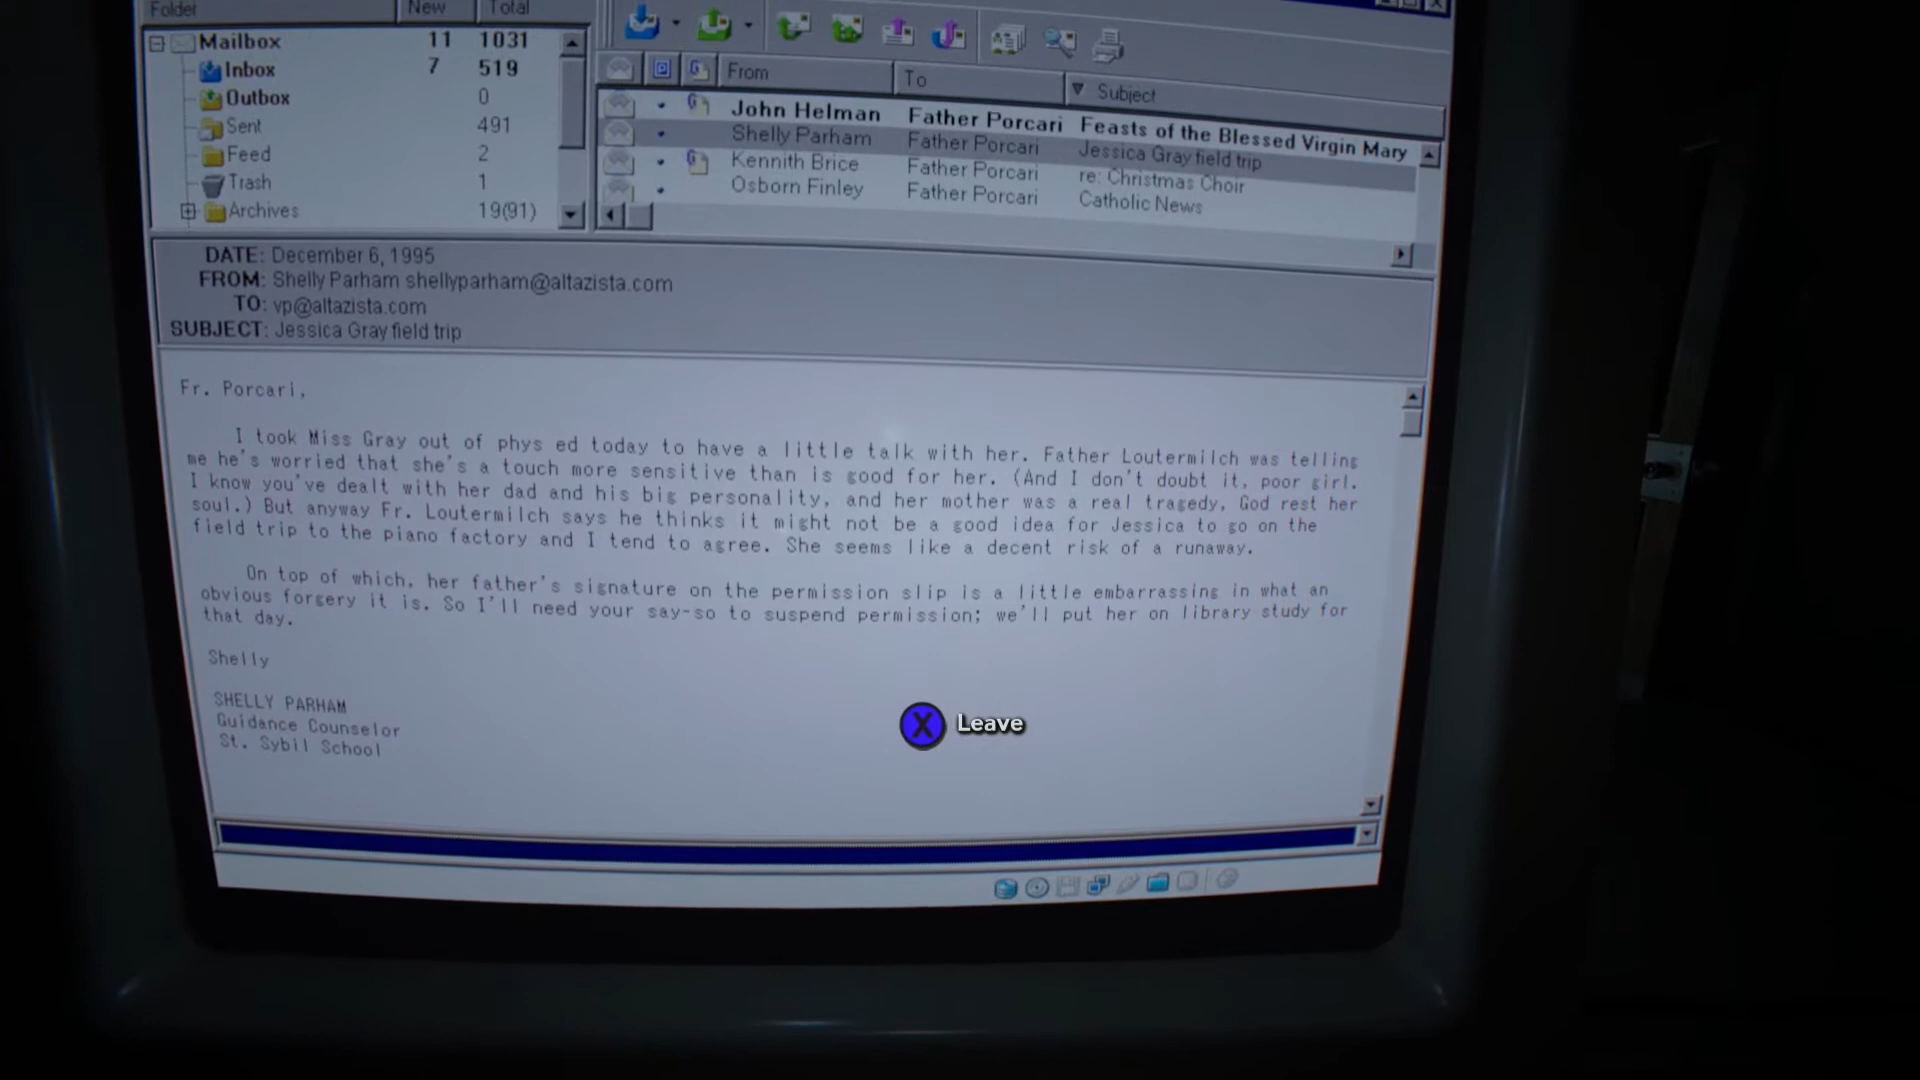 Folder New Total
Mailbox 11 1031
Inbox 7 519
Outbox 0
Sent 491
Feed 2
Trash 1
Archives 19(91)
From To Subject
John Helman Father Porcari Feasts of the Blessed Virgin Mary
Shelly Parham Father Porcari Jessica Gray field trip
Kennith Brice Father Porcari re: Christmas Choir
Osborn Finley Father Porcari Catholic News
DATE: December 6, 1995
FROM: Shelly Parham shellyparham@altazista.com
TO: vp@altazista.com
SUBJECT: Jessica Gray field trip
Fr. Porcari,
I took Miss Gray out of phys ed today to have a little talk with her. Father Loutermilch was telling
me he's worried that she's a touch more sensitive than is good for her. (And I don't doubt it, poor girl.
I know you've dealt with her dad and his big personality, and her mother was a real tragedy, God rest her
soul.) But anyway Fr. Loutermilch says he thinks it might not be a good idea for Jessica to go on the
field trip to the piano factory and I tend to agree. She seems like a decent risk of a runaway.
On top of which, her father's signature on the permission slip is a little embarrassing in what an
obvious forgery it is. So I'll need your say-so to suspend permission; we'll put her on library study for
that day.
Shelly
SHELLY PARHAM
Guidance Counselor
St. Sybil School
X Leave